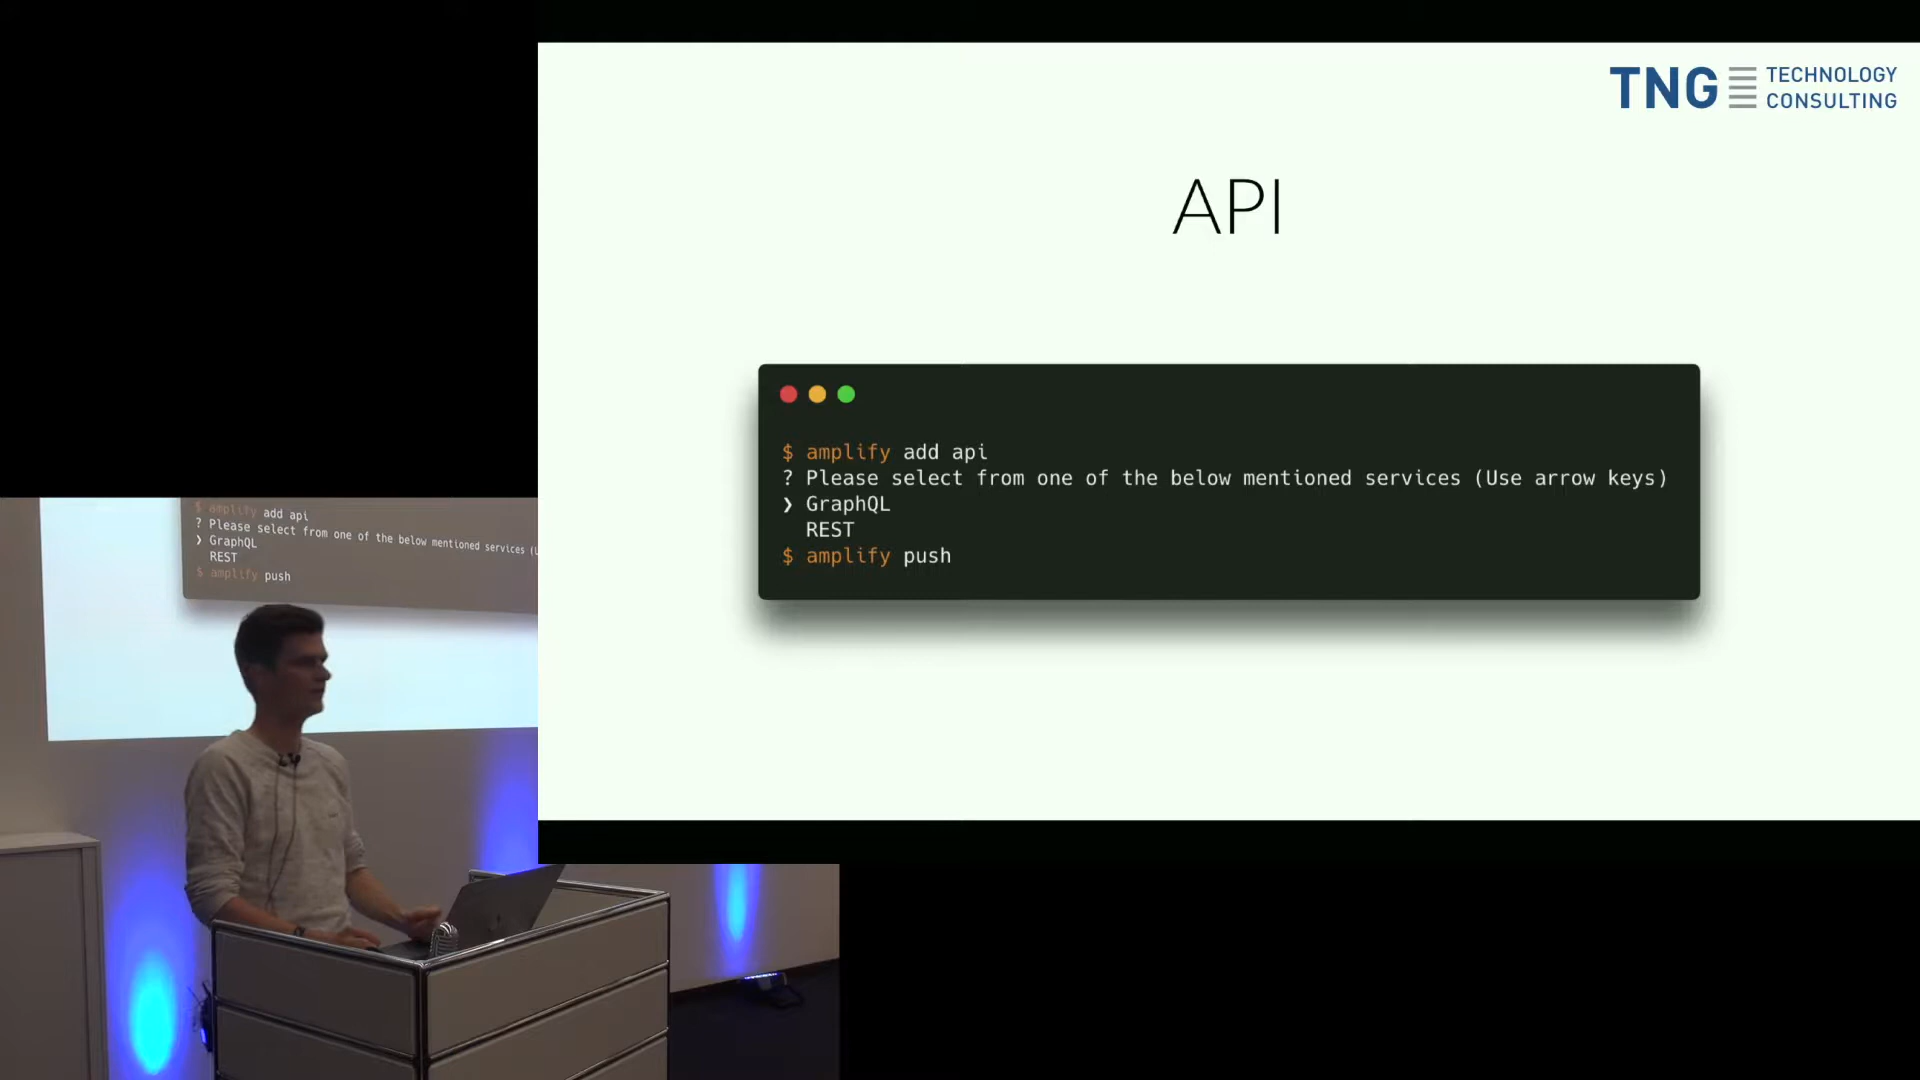 TNG TECHNOLOGY
CONSULTING
API
$ amplify add api
? Please select from one of the below mentioned services (Use arrow keys)
❯ GraphQL
REST
$ amplify push
$ amplify add api
? Please select from one of the below mentioned services (U
❯ GraphQL
REST
$ amplify push